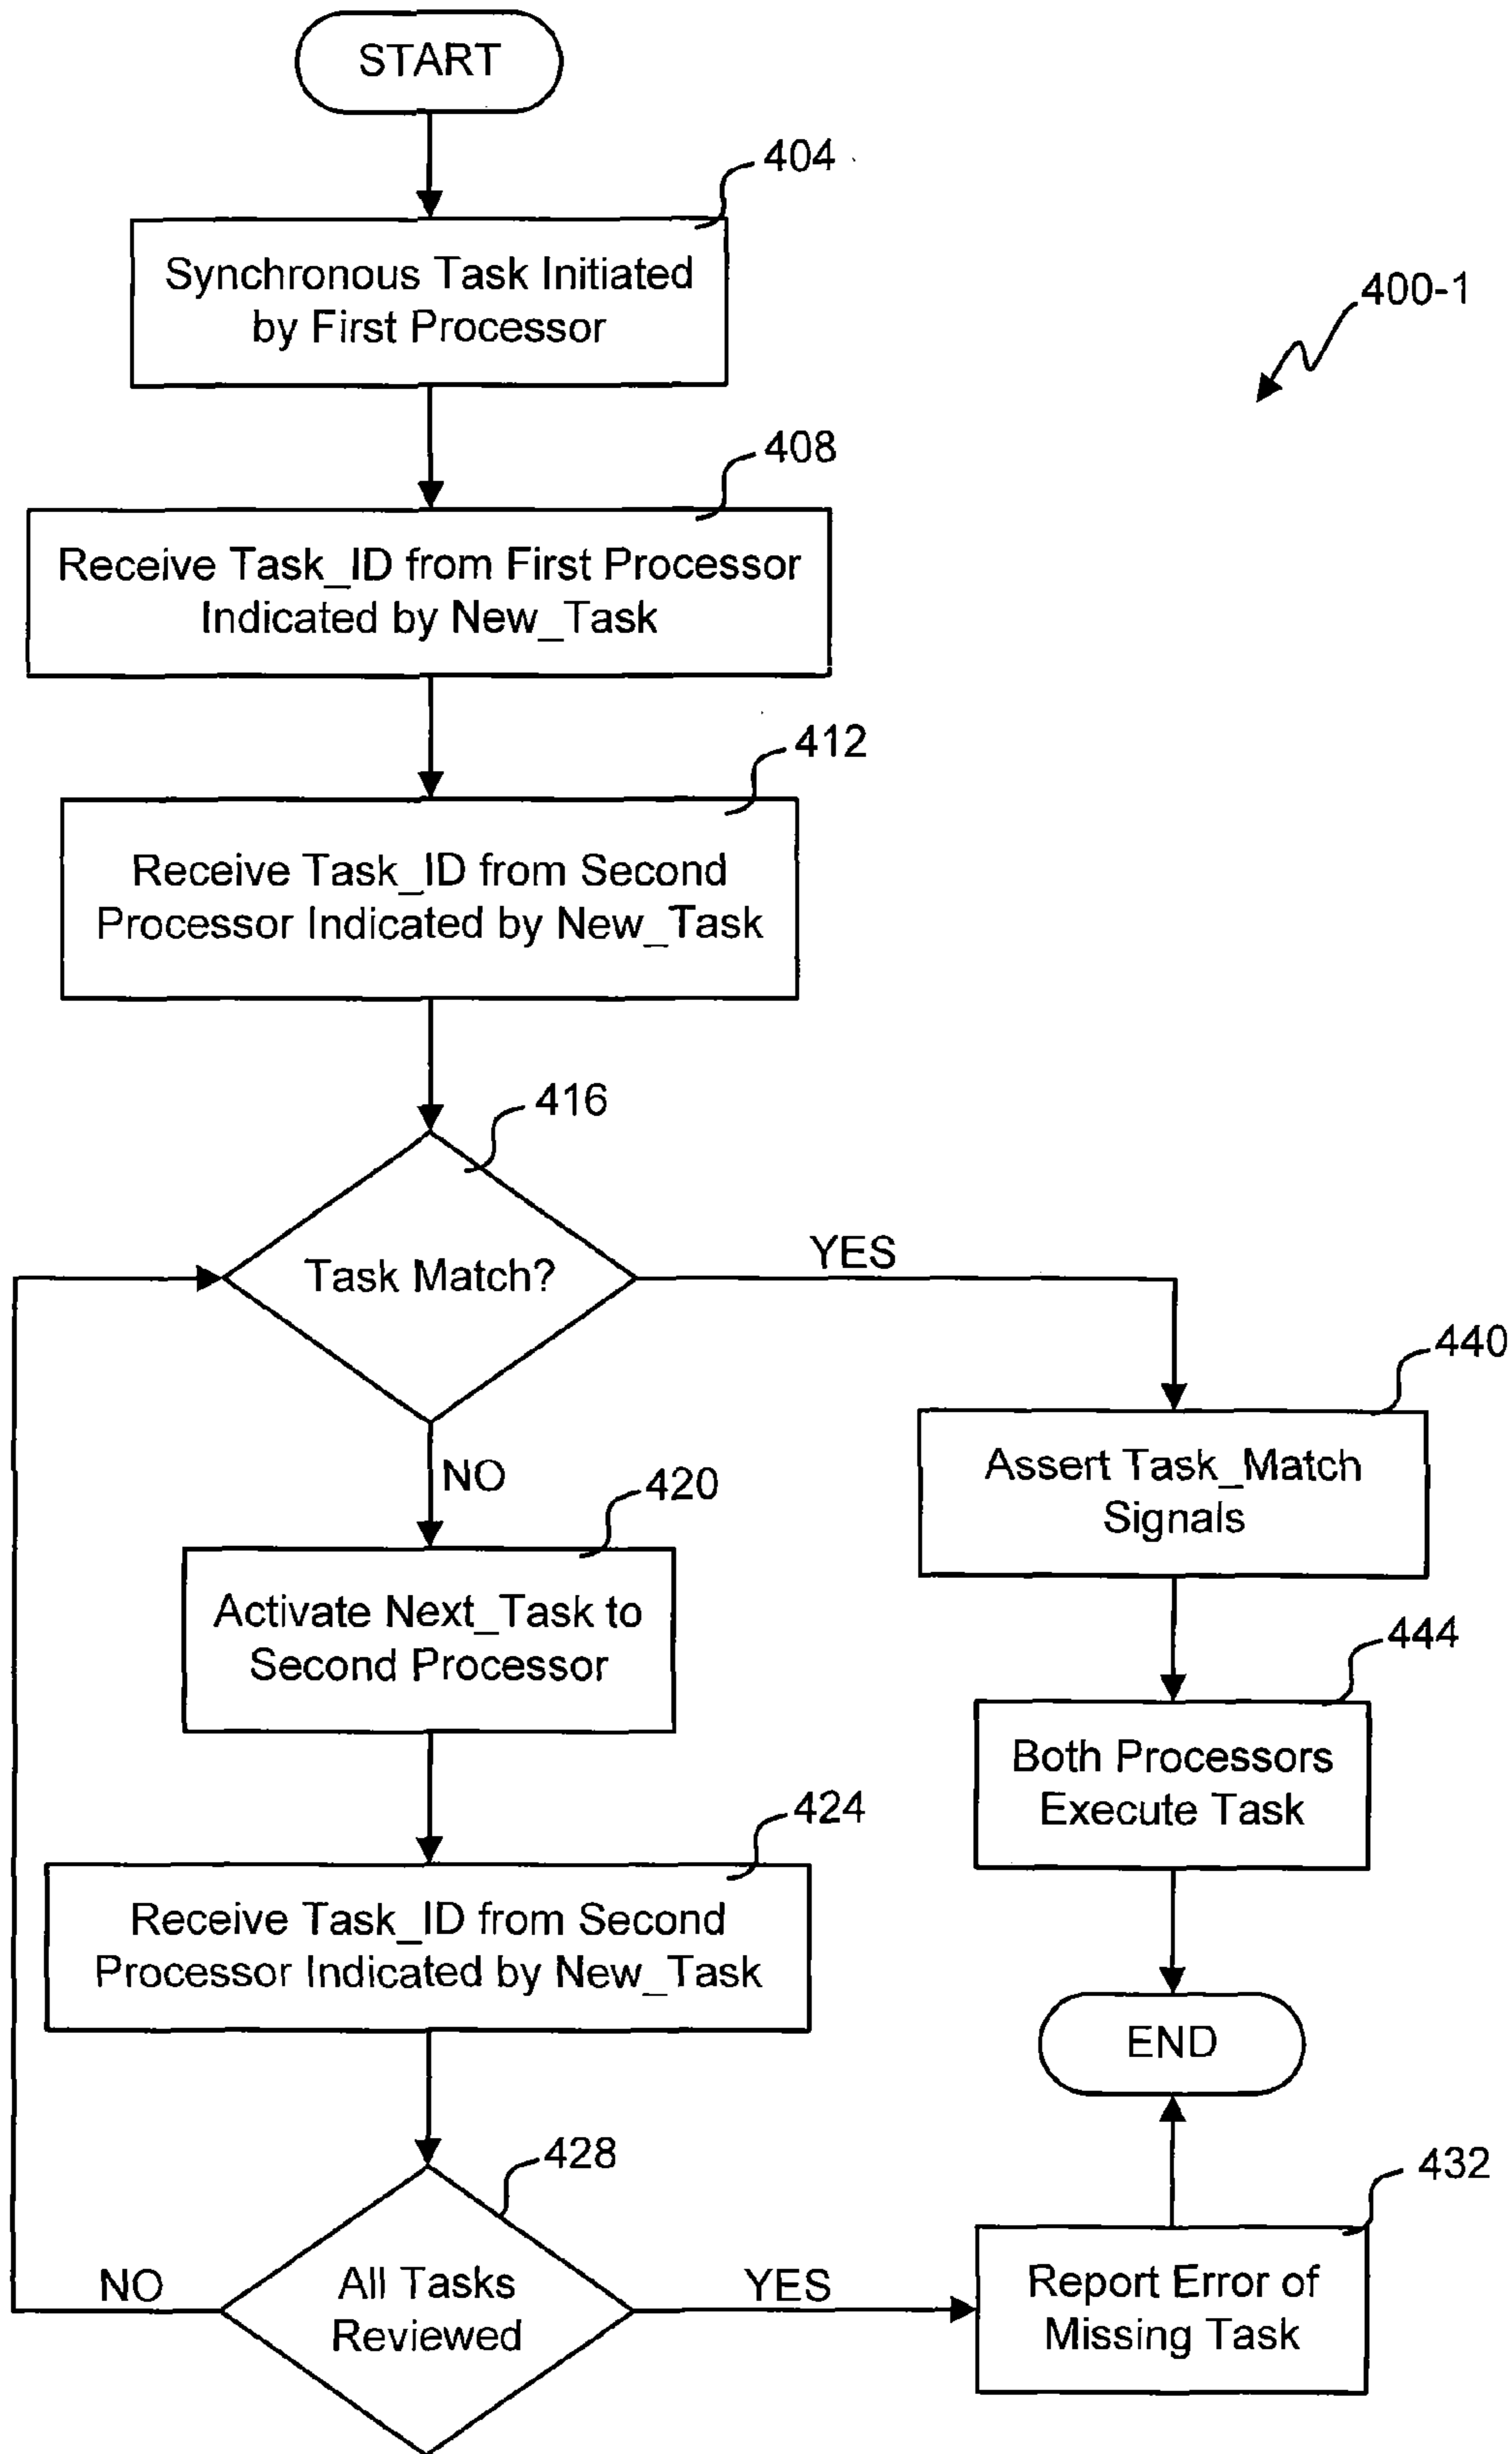 START
404
Synchronous Task Initiated
by First Processor
400-1
408
Receive Task_ID from First Processor
Indicated by New_Task
412
Receive Task_ID from Second
Processor Indicated by New_Task
416
Task Match?
YES
440
Assert Task_Match
Signals
NO
420
Activate Next_Task to
Second Processor
444
Both Processors
Execute Task
424
Receive Task_ID from Second
Processor Indicated by New_Task
END
428
All Tasks
Reviewed
NO
YES
432
Report Error of
Missing Task